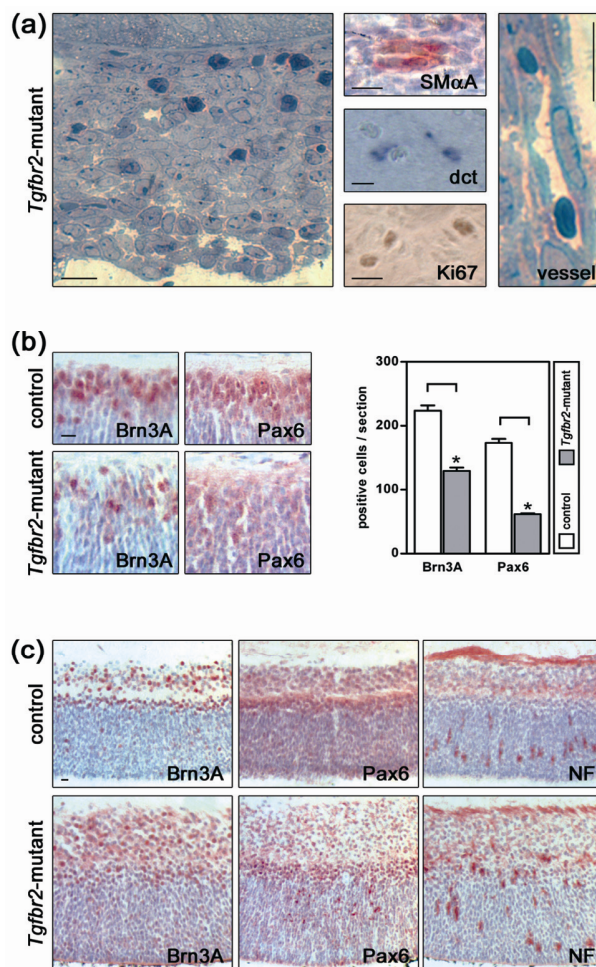 (a)
Tgfbr2-mutant
SMαA
dct
Ki67
vessel
(b)
control
Brn3A
Pax6
Tgfbr2-mutant
Brn3A
Pax6
positive cells / section
300
200
100
0
*
*
Brn3A
Pax6
Tgfbr2-mutant
control
(c)
control
Brn3A
Pax6
NF
Tgfbr2-mutant
Brn3A
Pax6
NF